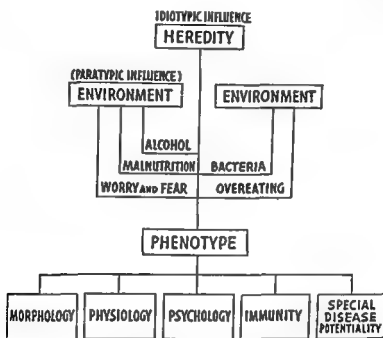 IDIOTYPIC INFLUENCE
HEREDITY
(PARATYPIC INFLUENCE)
ENVIRONMENT
ENVIRONMENT
ALCOHOL
MALNUTRITION
BACTERIA
WORRY AND FEAR
OVEREATING
PHENOTYPE
MORPHOLOGY
PHYSIOLOGY
PSYCHOLOGY
IMMUNITY
SPECIAL
DISEASE
POTENTIALITY